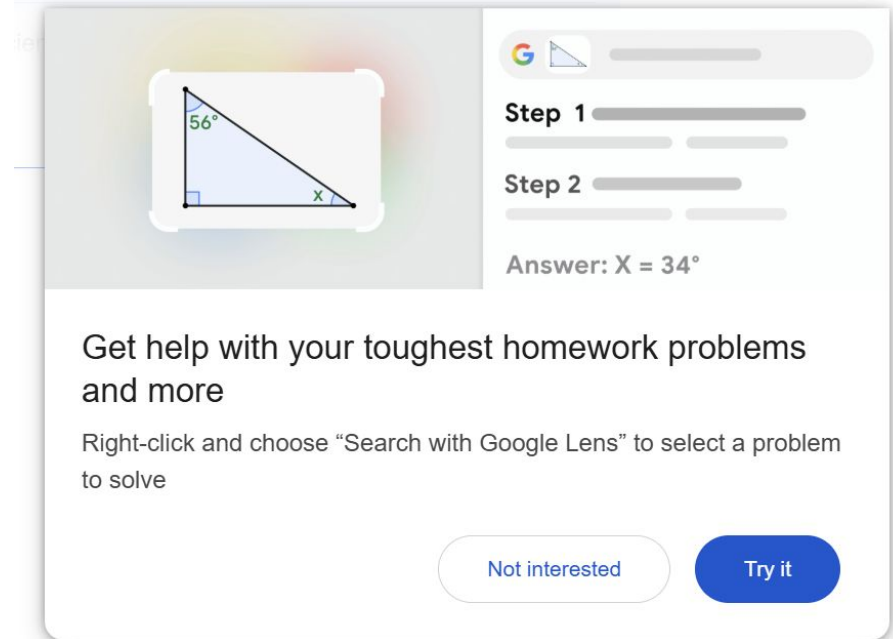 56°
x
G
Step 1
Step 2
Answer: X = 34°
Get help with your toughest homework problems
and more
Right-click and choose “Search with Google Lens” to select a problem
to solve
Not interested
Try it